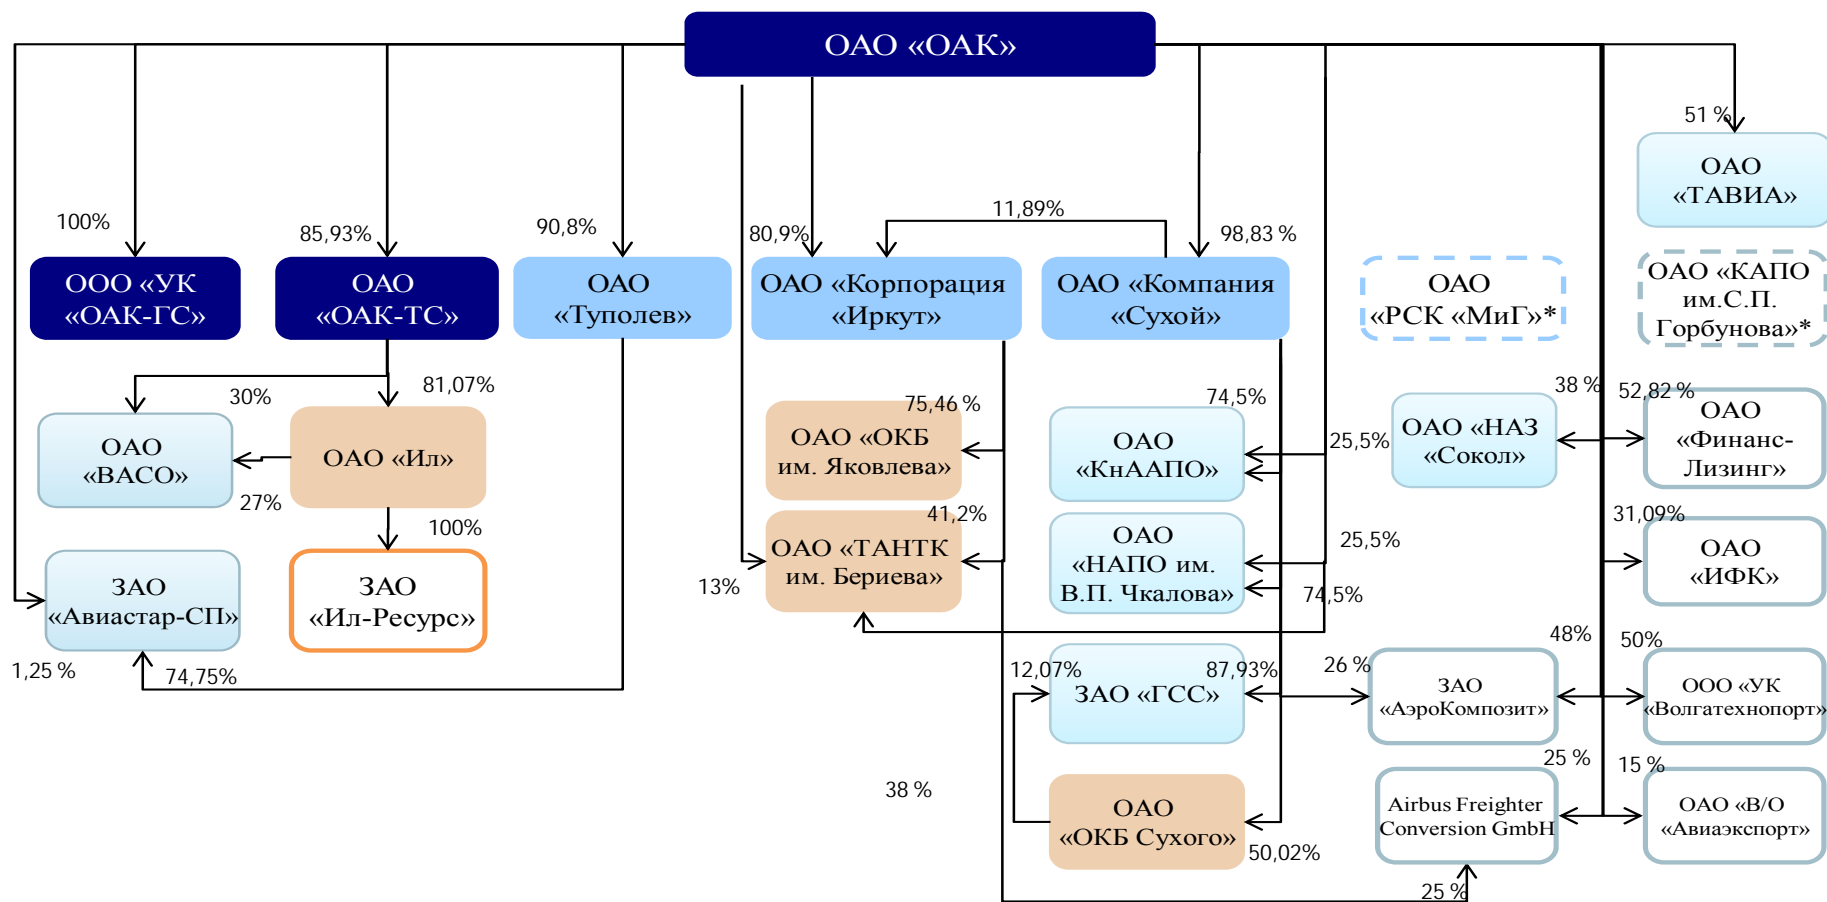 ОАО «ОАК»
51 %
ОАО
«ТАВИА»
100%
85,93%
90,8%
80,9%
11,89%
98,83 %
ООО «УК
«ОАК-ГС»
ОАО
«ОАК-ТС»
ОАО
«Туполев»
ОАО «Корпорация
«Иркут»
ОАО «Компания
«Сухой»
ОАО
«РСК «МиГ»*
ОАО «КАПО
им.С.П.
Горбунова»*
30%
81,07%
75,46 %
74,5%
38 %
52,82 %
ОАО
«ВАСО»
ОАО «Ил»
ОАО «ОКБ
им. Яковлева»
ОАО
«КнААПО»
25,5%
ОАО «НАЗ
«Сокол»
ОАО
«Финанс-
Лизинг»
27%
100%
41,2%
25,5%
31,09%
ЗАО
«Авиастар-СП»
ЗАО
«Ил-Ресурс»
13%
ОАО «ТАНТК
им. Бериева»
ОАО
«НАПО им.
В.П. Чкалова»
74,5%
ОАО
«ИФК»
1,25 %
74,75%
12,07%
87,93%
26 %
48%
50%
ЗАО «ГСС»
ЗАО
«АэроКомпозит»
ООО «УК
«Волгатехнопорт»
38 %
25 %
15 %
ОАО
«ОКБ Сухого»
50,02%
Airbus Freighter
Conversion GmbH
ОАО «В/О
«Авиаэкспорт»
25 %